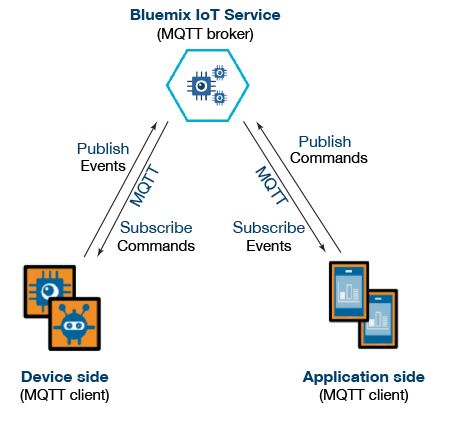 Bluemix IoT Service
(MQTT broker)
Publish
Events
MQTT
Subscribe
Commands
Publish
Commands
MQTT
Subscribe
Events
Device side
(MQTT client)
Application side
(MQTT client)